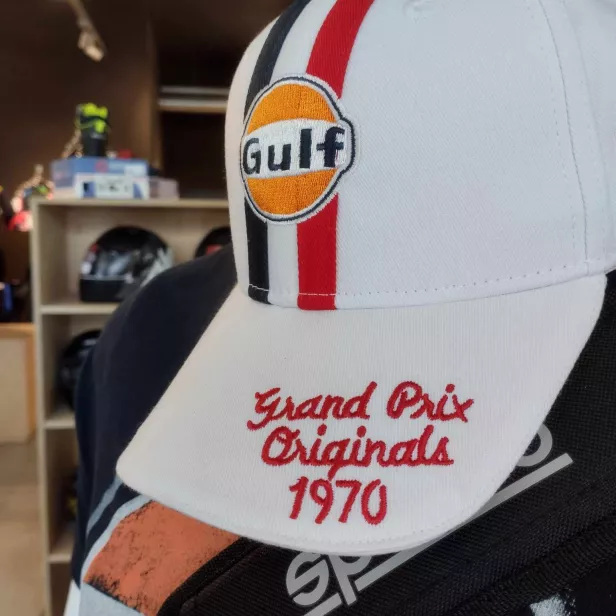 Gulf
Grand Prix
Originals
1970